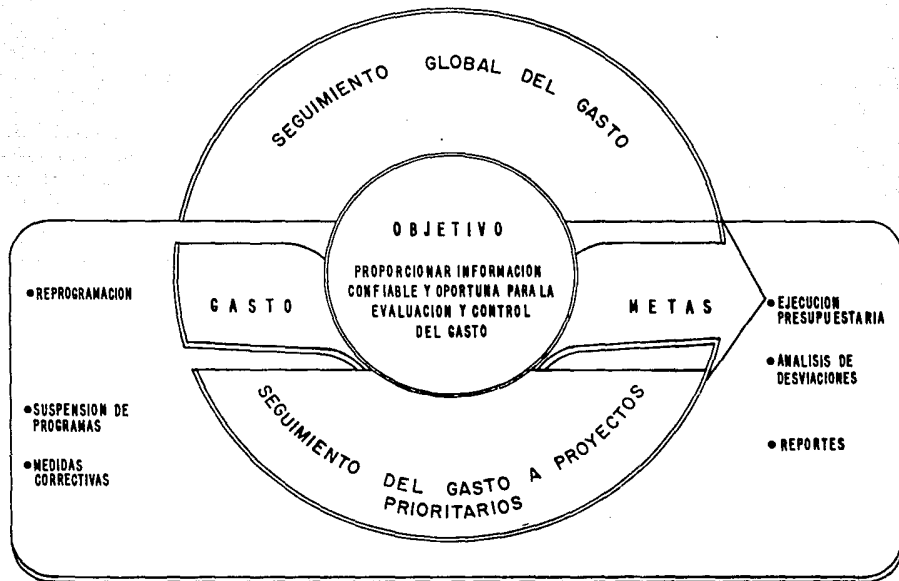 SEGUIMIENTO GLOBAL DEL GASTO
OBJETIVO
PROPORCIONAR INFORMACION
CONFIABLE Y OPORTUNA PARA LA
EVALUACION Y CONTROL
DEL GASTO
GASTO
METAS
● REPROGRAMACION
● SUSPENSION DE
PROGRAMAS
● MEDIDAS
CORRECTIVAS
● EJECUCION
PRESUPUESTARIA
● ANALISIS DE
DESVIACIONES
● REPORTES
SEGUIMIENTO DEL GASTO A PROYECTOS
PRIORITARIOS